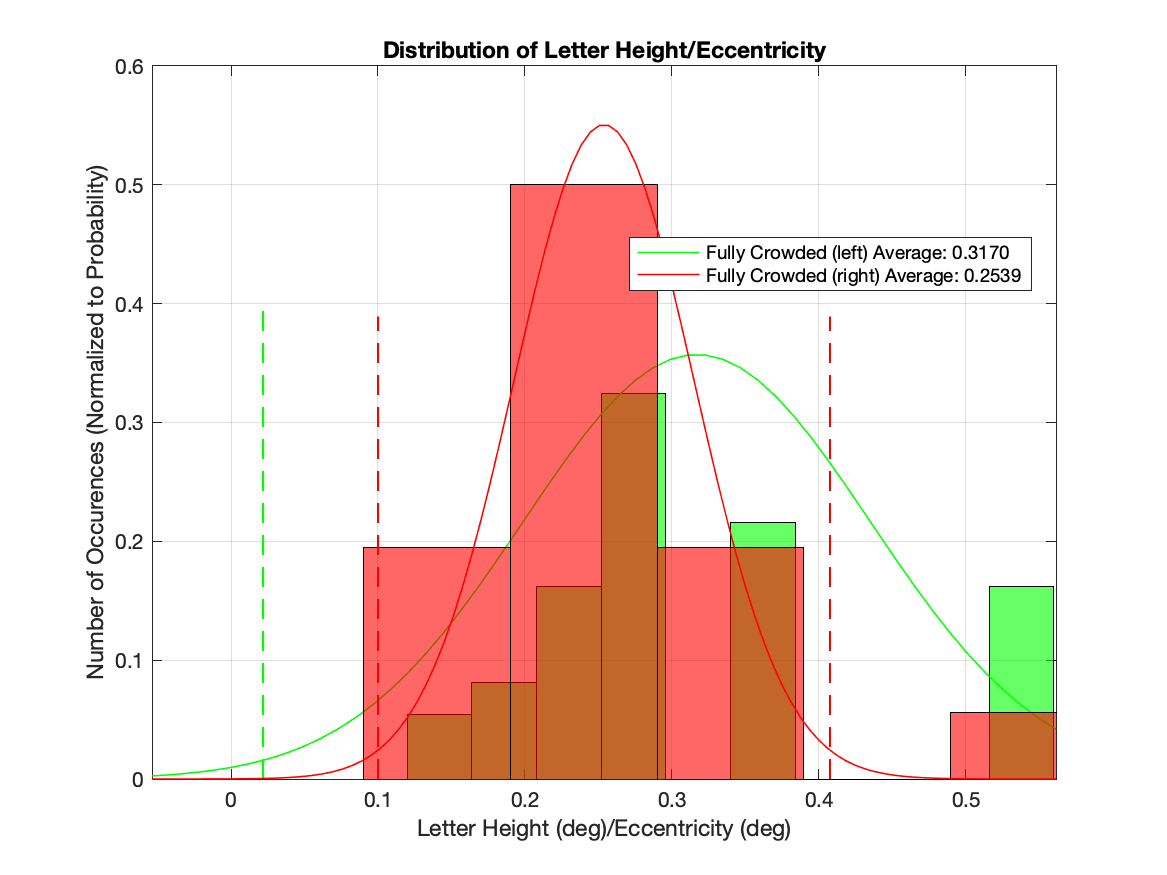 Distribution of Letter Height/Eccentricity
Number of Occurences (Normalized to Probability)
0.6
0.5
0.4
0.3
0.2
0.1
0
Fully Crowded (left) Average: 0.3170
Fully Crowded (right) Average: 0.2539
0 0.1 0.2 0.3 0.4 0.5
Letter Height (deg)/Eccentricity (deg)